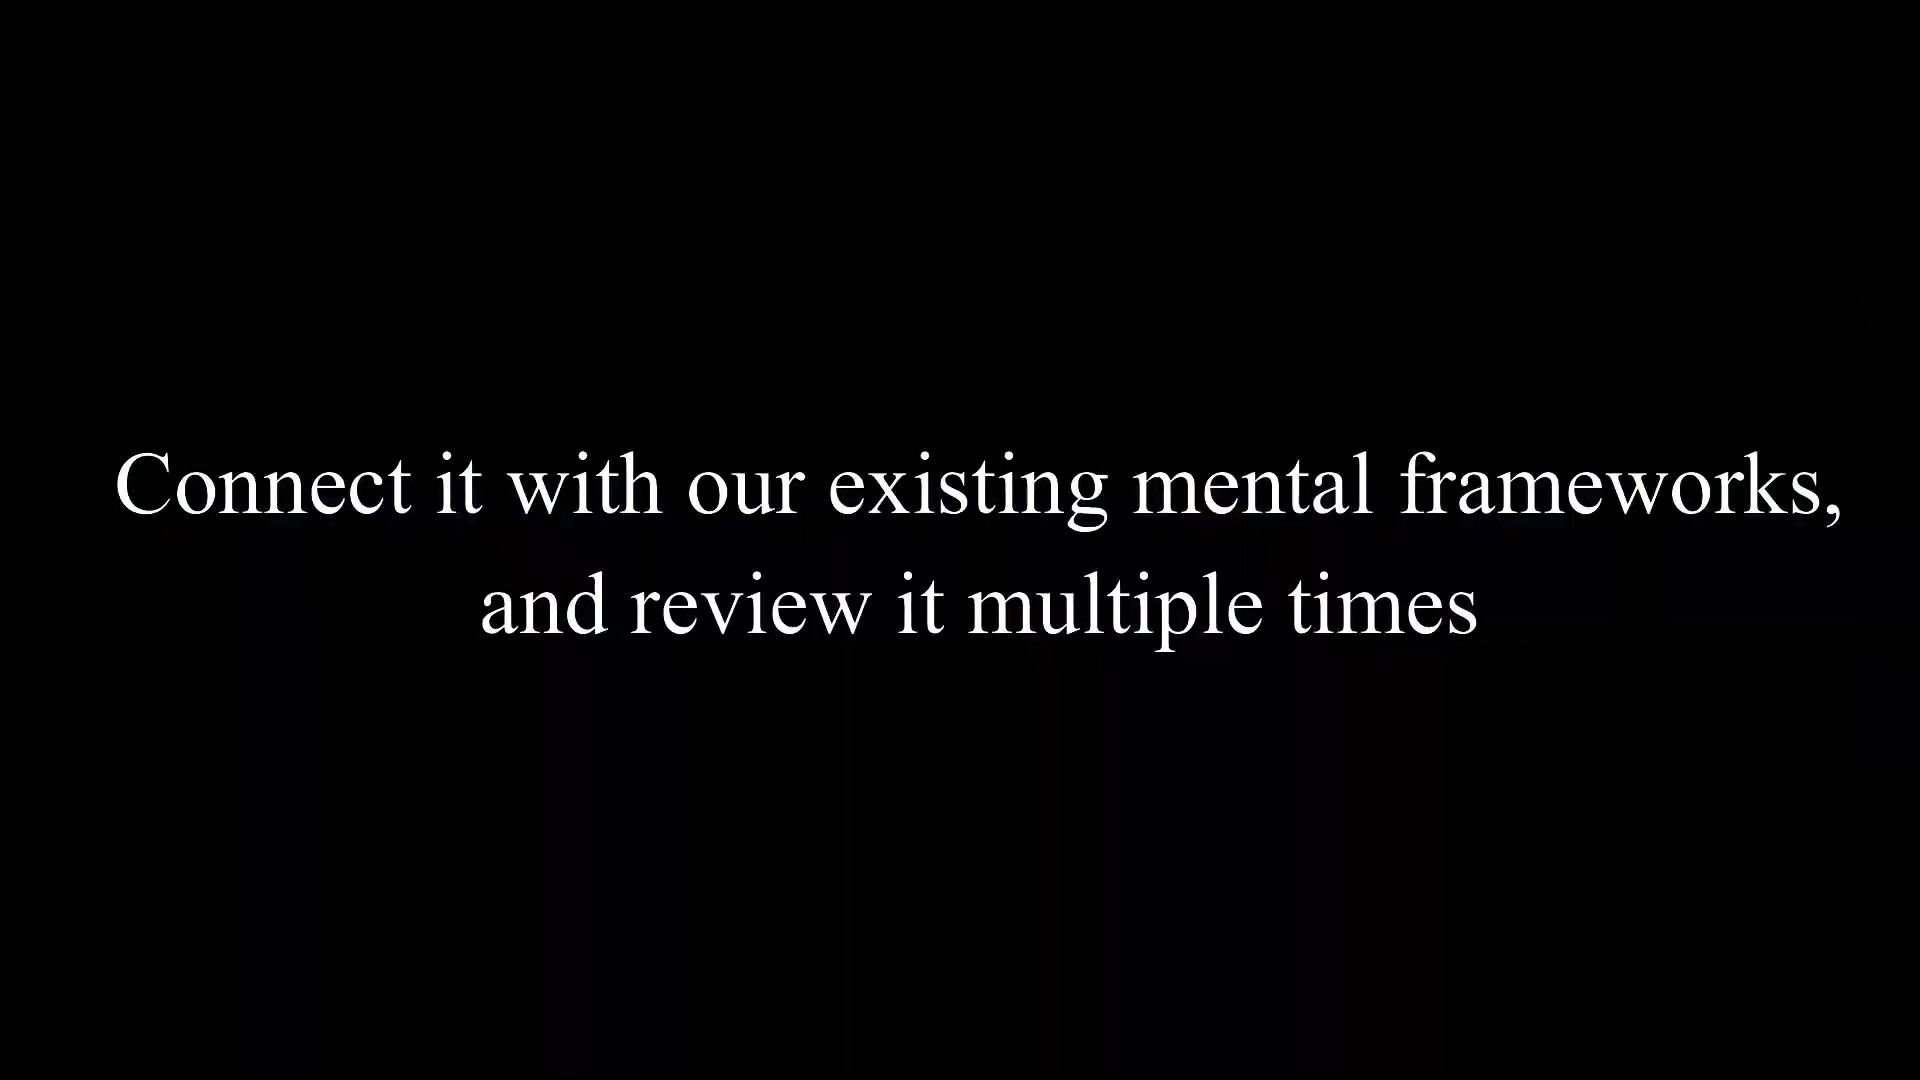 Connect it with our existing mental frameworks,
and review it multiple times